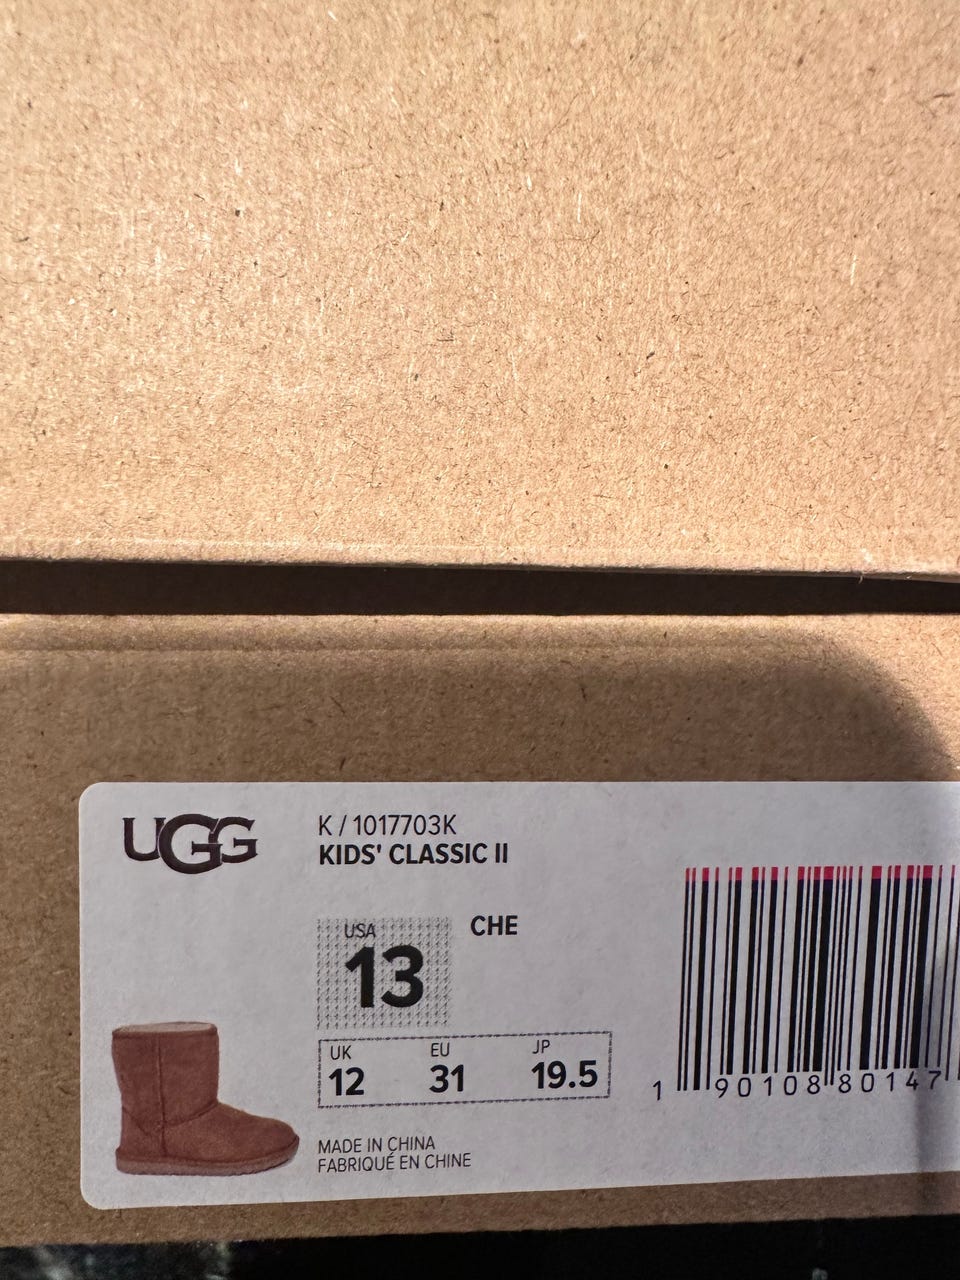 UGG
K / 1017703K
KIDS' CLASSIC II
USA
13
CHE
UK EU JP
12 31 19.5
MADE IN CHINA
FABRIQUÉ EN CHINE
1 90108 80147